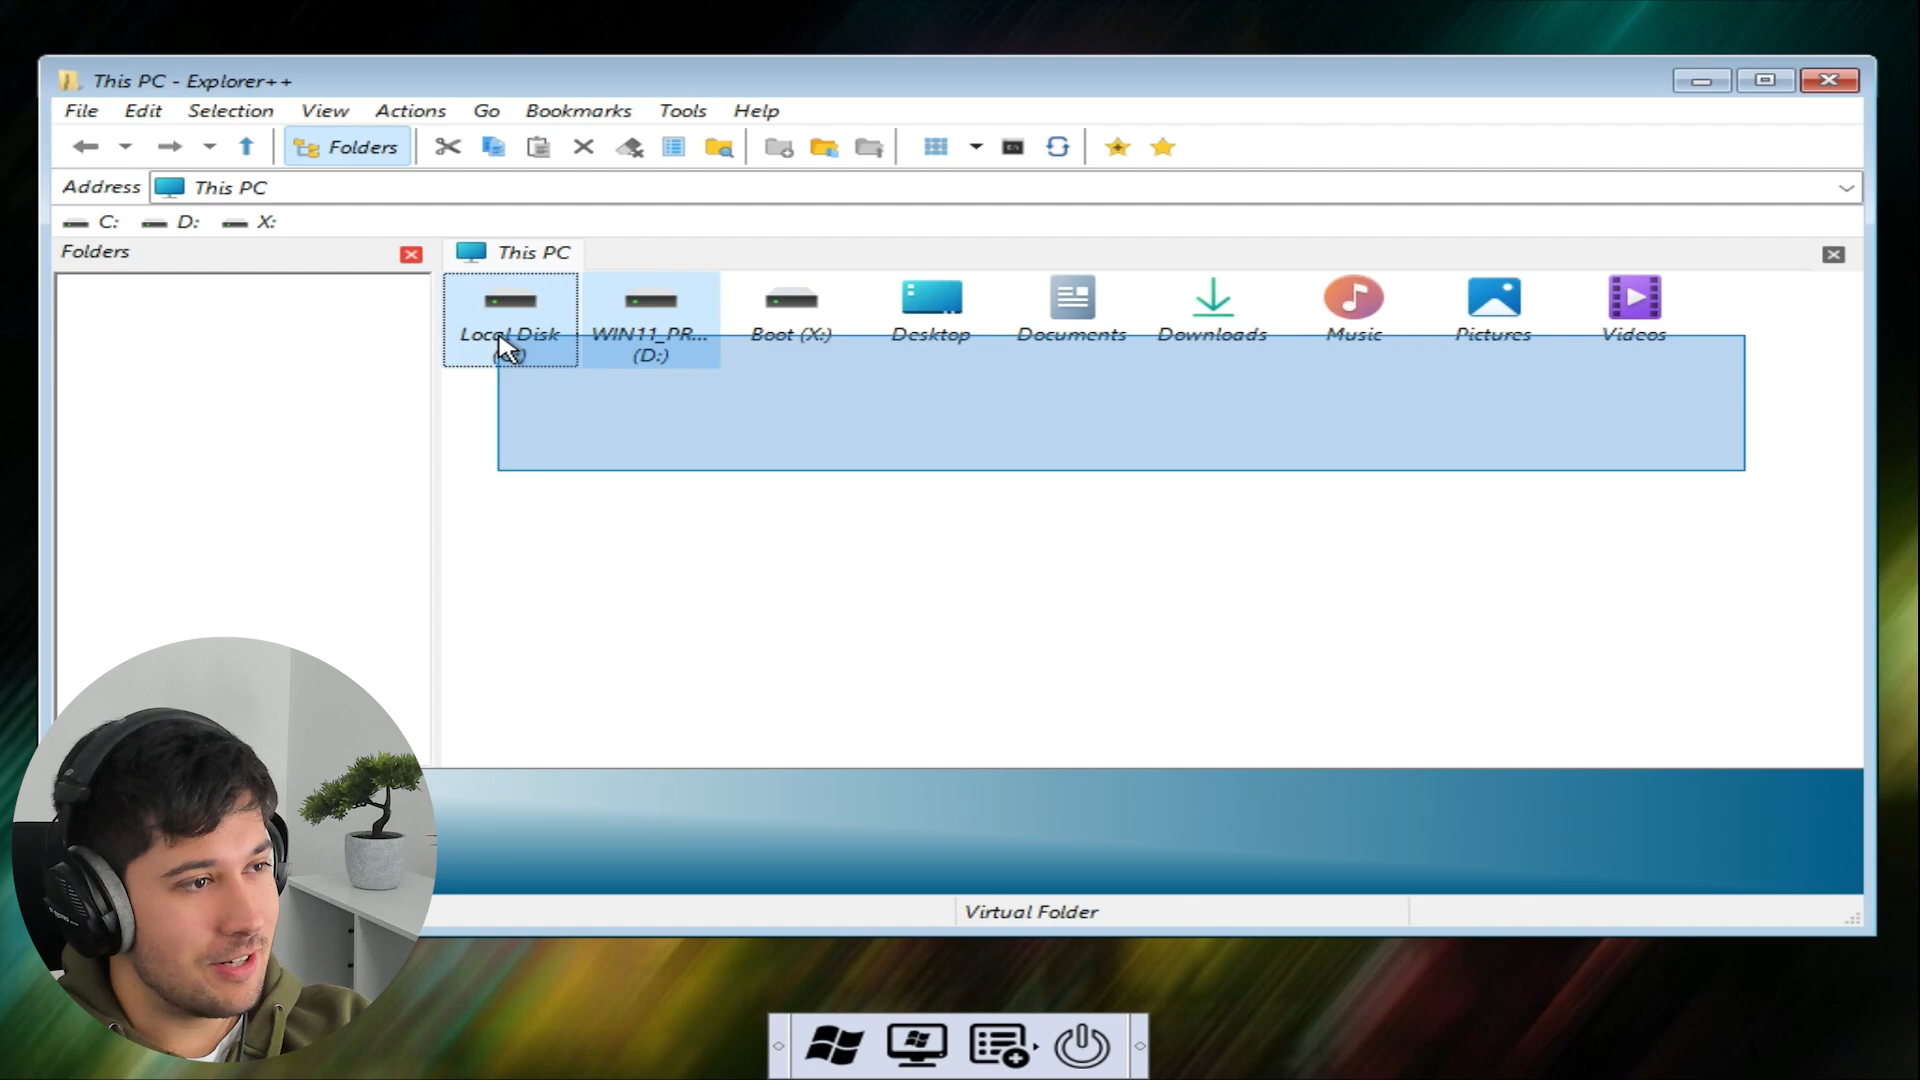 This PC - Explorer++
File Edit Selection View Actions Go Bookmarks Tools Help
Folders
Address This PC
C: D: X:
Folders
This PC
Local Disk WIN11_PR... Boot (X:) Desktop Documents Downloads Music Pictures Videos
(D:)
Virtual Folder